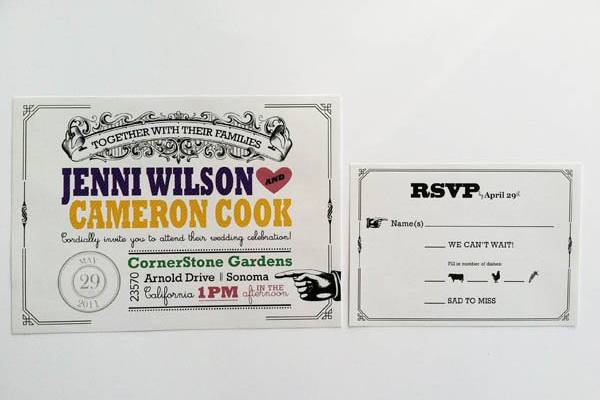 TOGETHER WITH THEIR FAMILIES
JENNI WILSON AND
CAMERON COOK
Cordially invite you to attend their wedding celebration!
MAY
29
2011
23570
CornerStone Gardens
Arnold Drive || Sonoma
California 1PM IN THE afternoon
RSVP by April 29th
Name(s)
WE CAN'T WAIT!
Fill in number of dishes:
SAD TO MISS